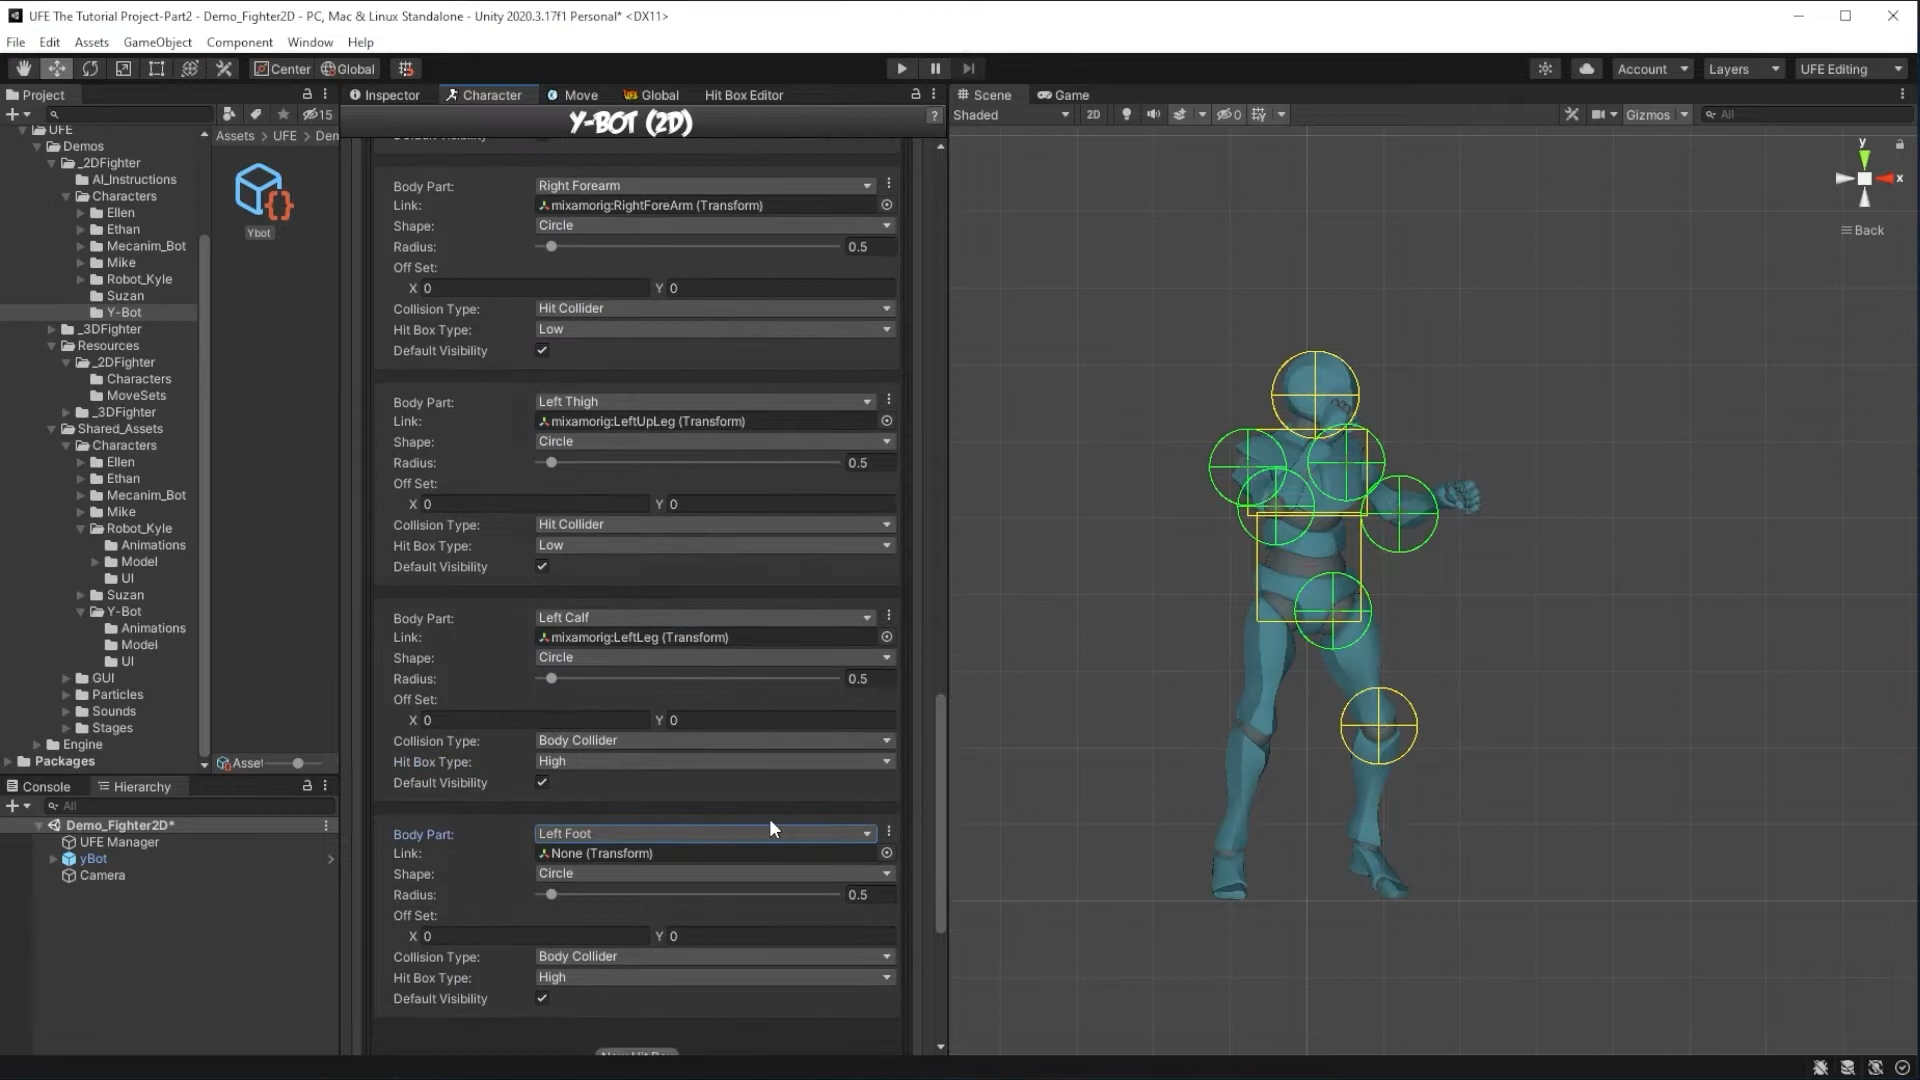 UFE The Tutorial Project-Part2 - Demo_Fighter2D - PC, Mac & Linux Standalone - Unity 2020.3.17f1 Personal* <DX11>
File Edit Assets GameObject Component Window Help
Center Global Account Layers UFE Editing
Project
15
Assets > UFE > Den
UFE
Demos
_2DFighter
AI_Instructions
Characters
Ellen
Ethan
Mecanim_Bot
Mike
Robot_Kyle
Suzan
Y-Bot
_3DFighter
Resources
_2DFighter
Characters
MoveSets
_3DFighter
Shared_Assets
Characters
Ellen
Ethan
Mecanim_Bot
Mike
Robot_Kyle
Animations
Model
UI
Suzan
Y-Bot
Animations
Model
UI
GUI
Particles
Sounds
Stages
Engine
Packages
Ybot
Asset
Console Hierarchy
All
Demo_Fighter2D*
UFE Manager
yBot
Camera
Inspector Character Move Global Hit Box Editor
Y-BOT (2D)
?
Default Visibility
Body Part: Right Forearm
Link: mixamorig:RightForeArm (Transform)
Shape: Circle
Radius: 0.5
Off Set:
X 0 Y 0
Collision Type: Hit Collider
Hit Box Type: Low
Default Visibility
Body Part: Left Thigh
Link: mixamorig:LeftUpLeg (Transform)
Shape: Circle
Radius: 0.5
Off Set:
X 0 Y 0
Collision Type: Hit Collider
Hit Box Type: Low
Default Visibility
Body Part: Left Calf
Link: mixamorig:LeftLeg (Transform)
Shape: Circle
Radius: 0.5
Off Set:
X 0 Y 0
Collision Type: Body Collider
Hit Box Type: High
Default Visibility
Body Part: Left Foot
Link: None (Transform)
Shape: Circle
Radius: 0.5
Off Set:
X 0 Y 0
Collision Type: Body Collider
Hit Box Type: High
Default Visibility
New Hit Box
Scene Game
Shaded 2D 0 Gizmos All
y
x
Back